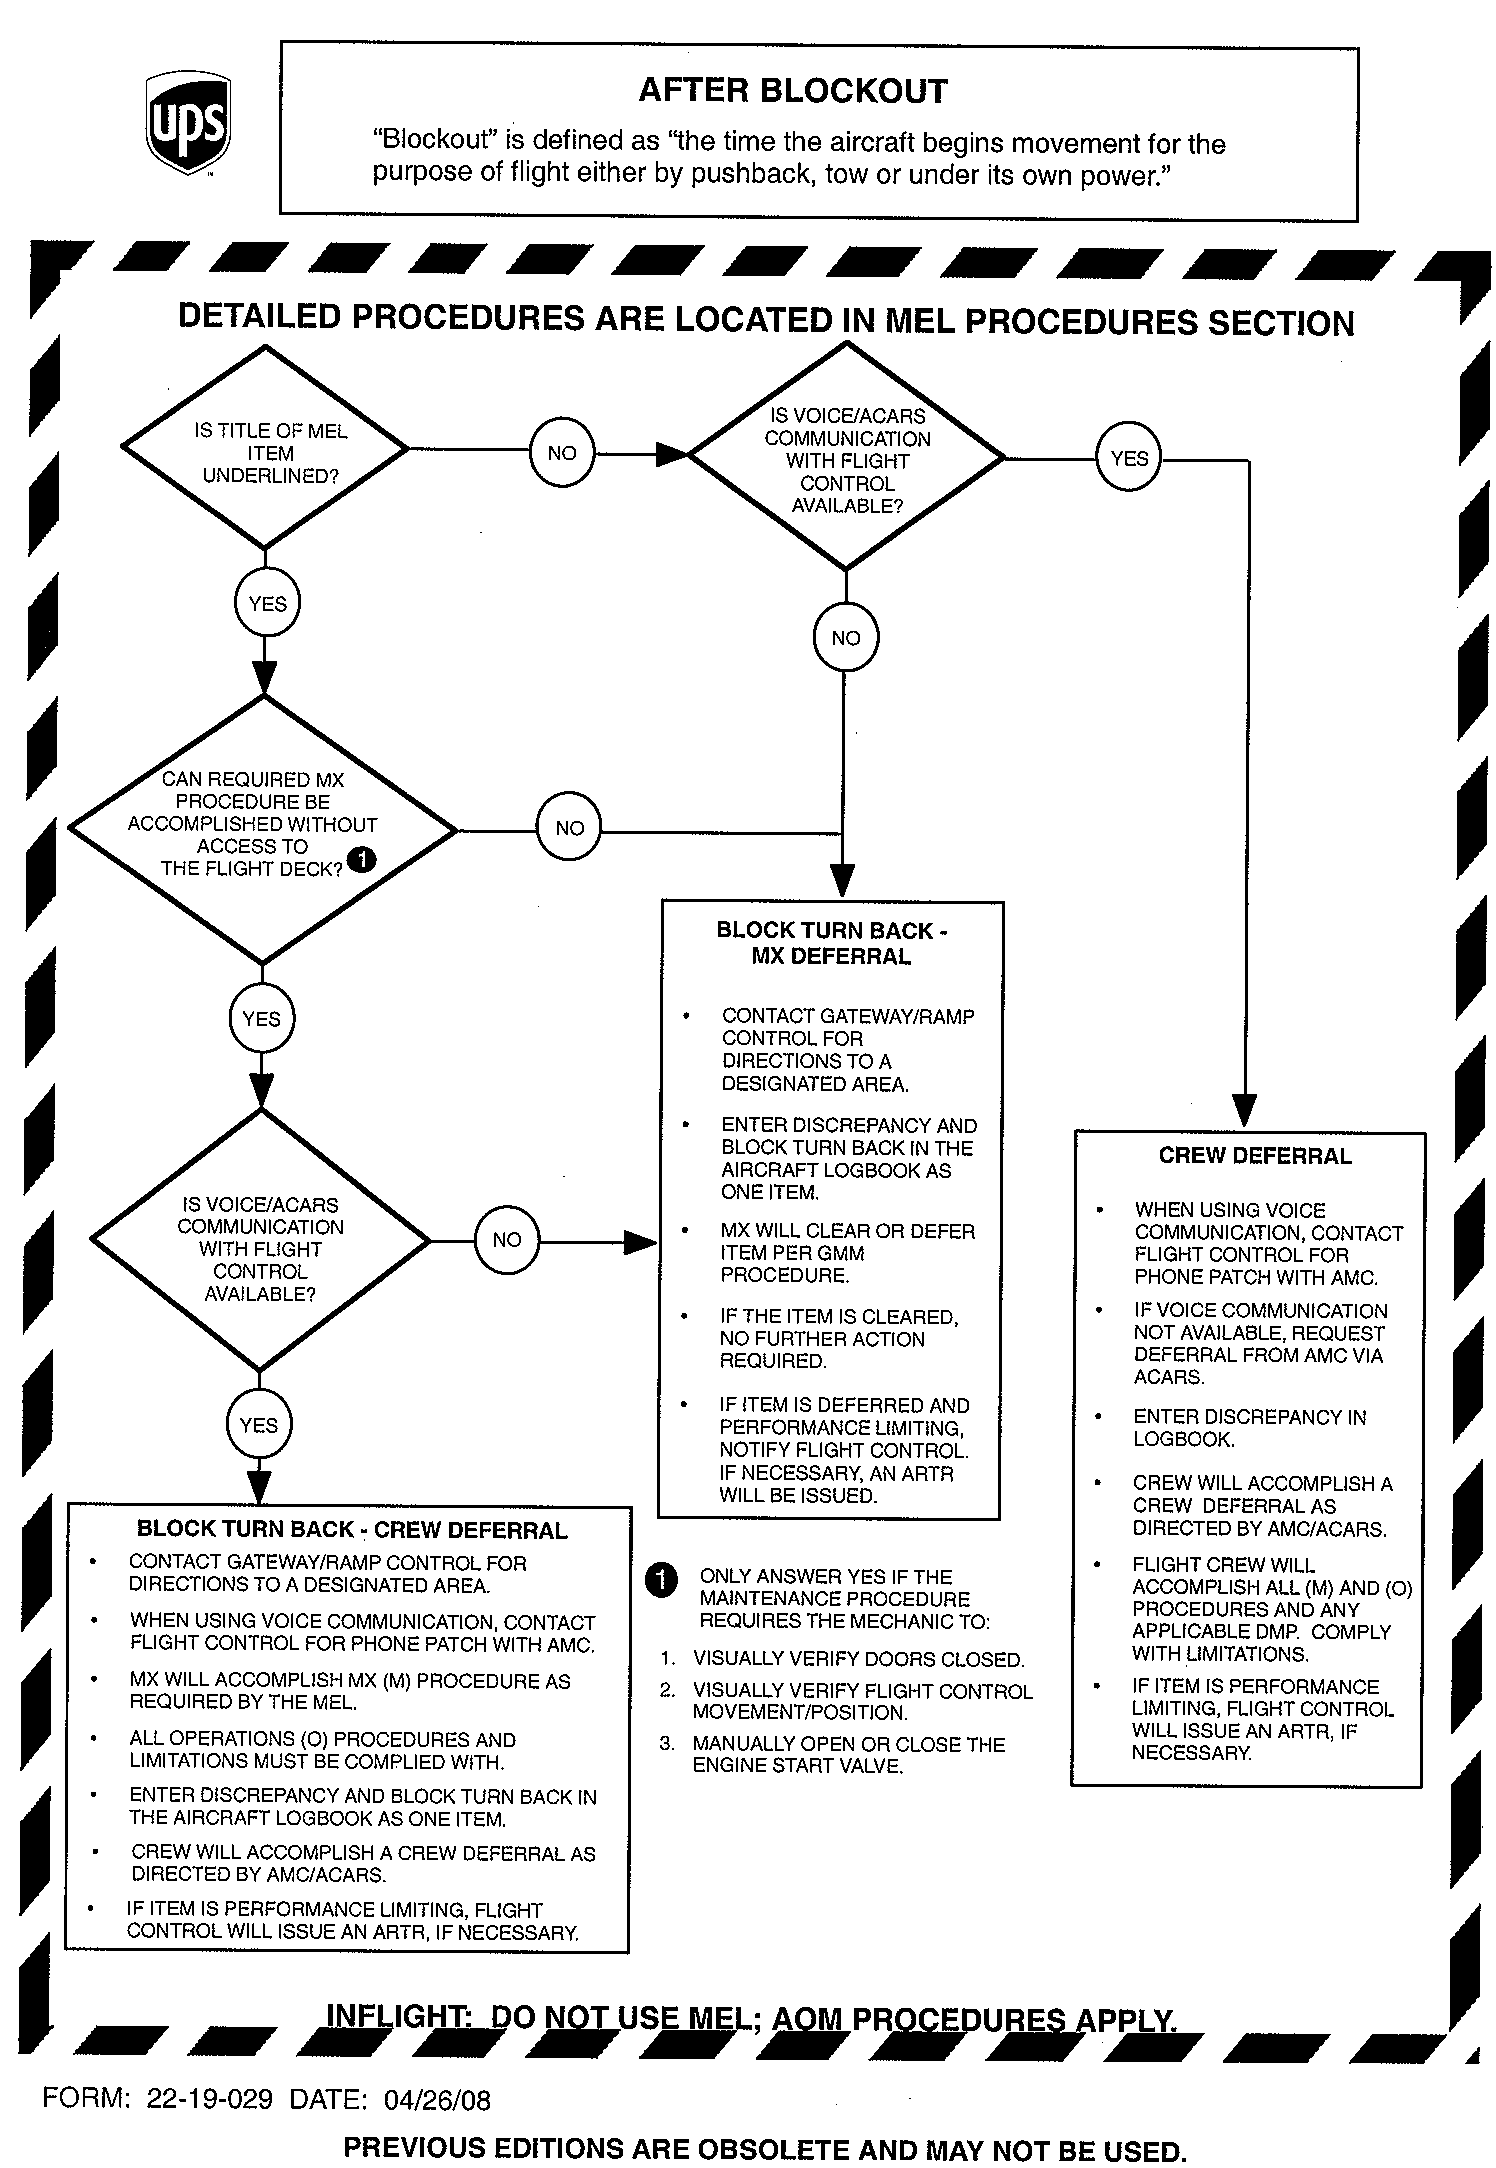 ups
TM
AFTER BLOCKOUT
“Blockout” is defined as “the time the aircraft begins movement for the
purpose of flight either by pushback, tow or under its own power.”
DETAILED PROCEDURES ARE LOCATED IN MEL PROCEDURES SECTION
IS TITLE OF MEL
ITEM
UNDERLINED?
NO
IS VOICE/ACARS
COMMUNICATION
WITH FLIGHT
CONTROL
AVAILABLE?
YES
YES
NO
CAN REQUIRED MX
PROCEDURE BE
ACCOMPLISHED WITHOUT
ACCESS TO
THE FLIGHT DECK? 1
NO
YES
IS VOICE/ACARS
COMMUNICATION
WITH FLIGHT
CONTROL
AVAILABLE?
NO
YES
BLOCK TURN BACK -
MX DEFERRAL
• CONTACT GATEWAY/RAMP
CONTROL FOR
DIRECTIONS TO A
DESIGNATED AREA.
• ENTER DISCREPANCY AND
BLOCK TURN BACK IN THE
AIRCRAFT LOGBOOK AS
ONE ITEM.
• MX WILL CLEAR OR DEFER
ITEM PER GMM
PROCEDURE.
• IF THE ITEM IS CLEARED,
NO FURTHER ACTION
REQUIRED.
• IF ITEM IS DEFERRED AND
PERFORMANCE LIMITING,
NOTIFY FLIGHT CONTROL.
IF NECESSARY, AN ARTR
WILL BE ISSUED.
CREW DEFERRAL
• WHEN USING VOICE
COMMUNICATION, CONTACT
FLIGHT CONTROL FOR
PHONE PATCH WITH AMC.
• IF VOICE COMMUNICATION
NOT AVAILABLE, REQUEST
DEFERRAL FROM AMC VIA
ACARS.
• ENTER DISCREPANCY IN
LOGBOOK.
• CREW WILL ACCOMPLISH A
CREW DEFERRAL AS
DIRECTED BY AMC/ACARS.
• FLIGHT CREW WILL
ACCOMPLISH ALL (M) AND (O)
PROCEDURES AND ANY
APPLICABLE DMP. COMPLY
WITH LIMITATIONS.
• IF ITEM IS PERFORMANCE
LIMITING, FLIGHT CONTROL
WILL ISSUE AN ARTR, IF
NECESSARY.
BLOCK TURN BACK - CREW DEFERRAL
• CONTACT GATEWAY/RAMP CONTROL FOR
DIRECTIONS TO A DESIGNATED AREA.
• WHEN USING VOICE COMMUNICATION, CONTACT
FLIGHT CONTROL FOR PHONE PATCH WITH AMC.
• MX WILL ACCOMPLISH MX (M) PROCEDURE AS
REQUIRED BY THE MEL.
• ALL OPERATIONS (O) PROCEDURES AND
LIMITATIONS MUST BE COMPLIED WITH.
• ENTER DISCREPANCY AND BLOCK TURN BACK IN
THE AIRCRAFT LOGBOOK AS ONE ITEM.
• CREW WILL ACCOMPLISH A CREW DEFERRAL AS
DIRECTED BY AMC/ACARS.
• IF ITEM IS PERFORMANCE LIMITING, FLIGHT
CONTROL WILL ISSUE AN ARTR, IF NECESSARY.
1 ONLY ANSWER YES IF THE
MAINTENANCE PROCEDURE
REQUIRES THE MECHANIC TO:
1. VISUALLY VERIFY DOORS CLOSED.
2. VISUALLY VERIFY FLIGHT CONTROL
MOVEMENT/POSITION.
3. MANUALLY OPEN OR CLOSE THE
ENGINE START VALVE.
INFLIGHT: DO NOT USE MEL; AOM PROCEDURES APPLY.
FORM: 22-19-029 DATE: 04/26/08
PREVIOUS EDITIONS ARE OBSOLETE AND MAY NOT BE USED.